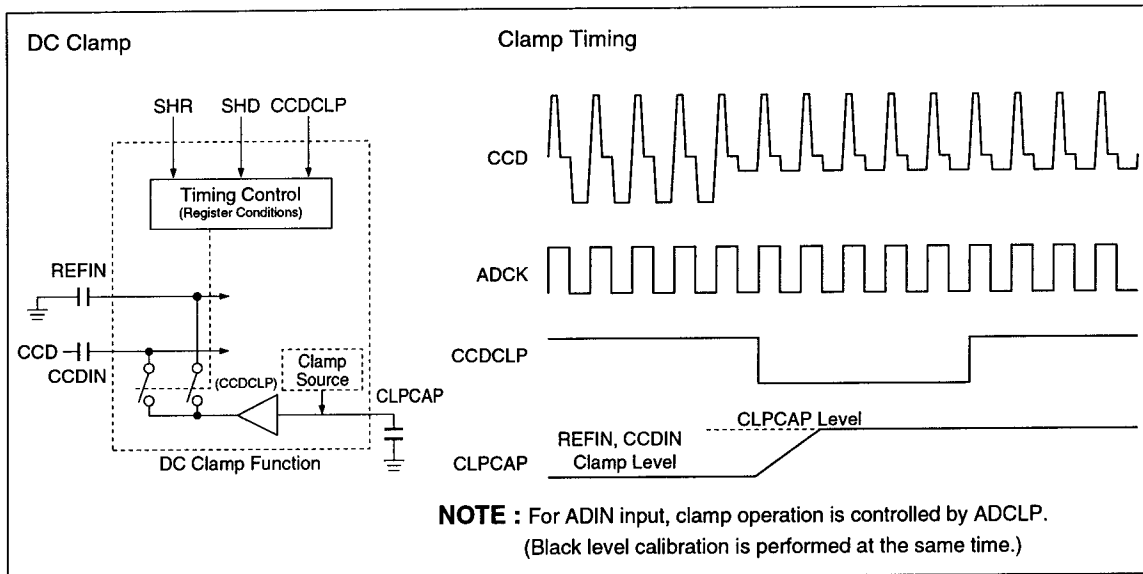 DC Clamp
SHR SHD CCDCLP
Timing Control
(Register Conditions)
REFIN
CCD
CCDIN
(CCDCLP)
Clamp
Source
CLPCAP
DC Clamp Function
Clamp Timing
CCD
ADCK
CCDCLP
CLPCAP Level
REFIN, CCDIN
Clamp Level
CLPCAP
NOTE : For ADIN input, clamp operation is controlled by ADCLP.
(Black level calibration is performed at the same time.)